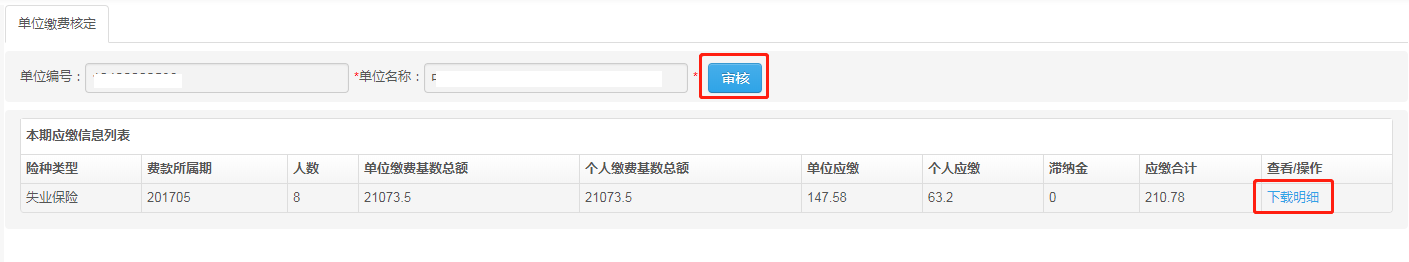 单位缴费核定
单位编号： *单位名称： * 审核
本期应缴信息列表
险种类型 费款所属期 人数 单位缴费基数总额 个人缴费基数总额 单位应缴 个人应缴 滞纳金 应缴合计 查看/操作
失业保险 201705 8 21073.5 21073.5 147.58 63.2 0 210.78 下载明细